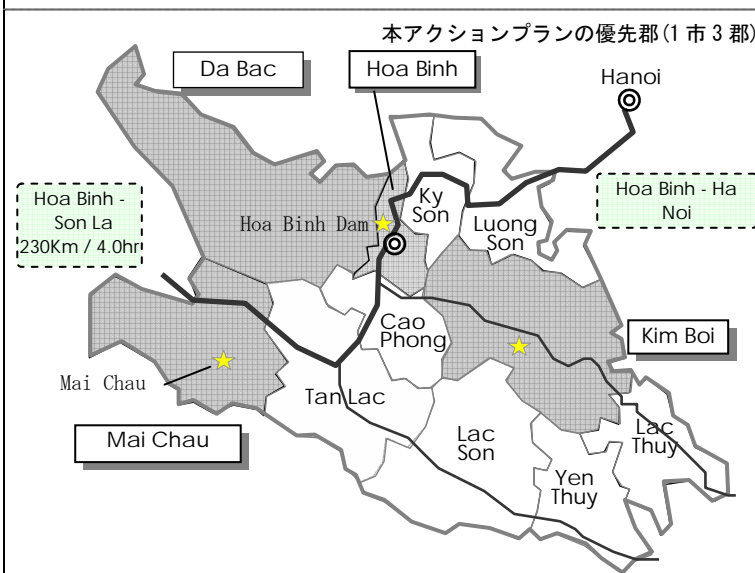 本アクションプランの優先郡(1市3郡)
Da Bac
Hoa Binh
Hanoi
Hoa Binh -
Son La
230Km / 4.0hr
Hoa Binh Dam
Ky
Son
Luong
Son
Hoa Binh - Ha
Noi
Cao
Phong
Kim Boi
Mai Chau
Tan Lac
Mai Chau
Lac
Son
Lac
Thuy
Yen
Thuy